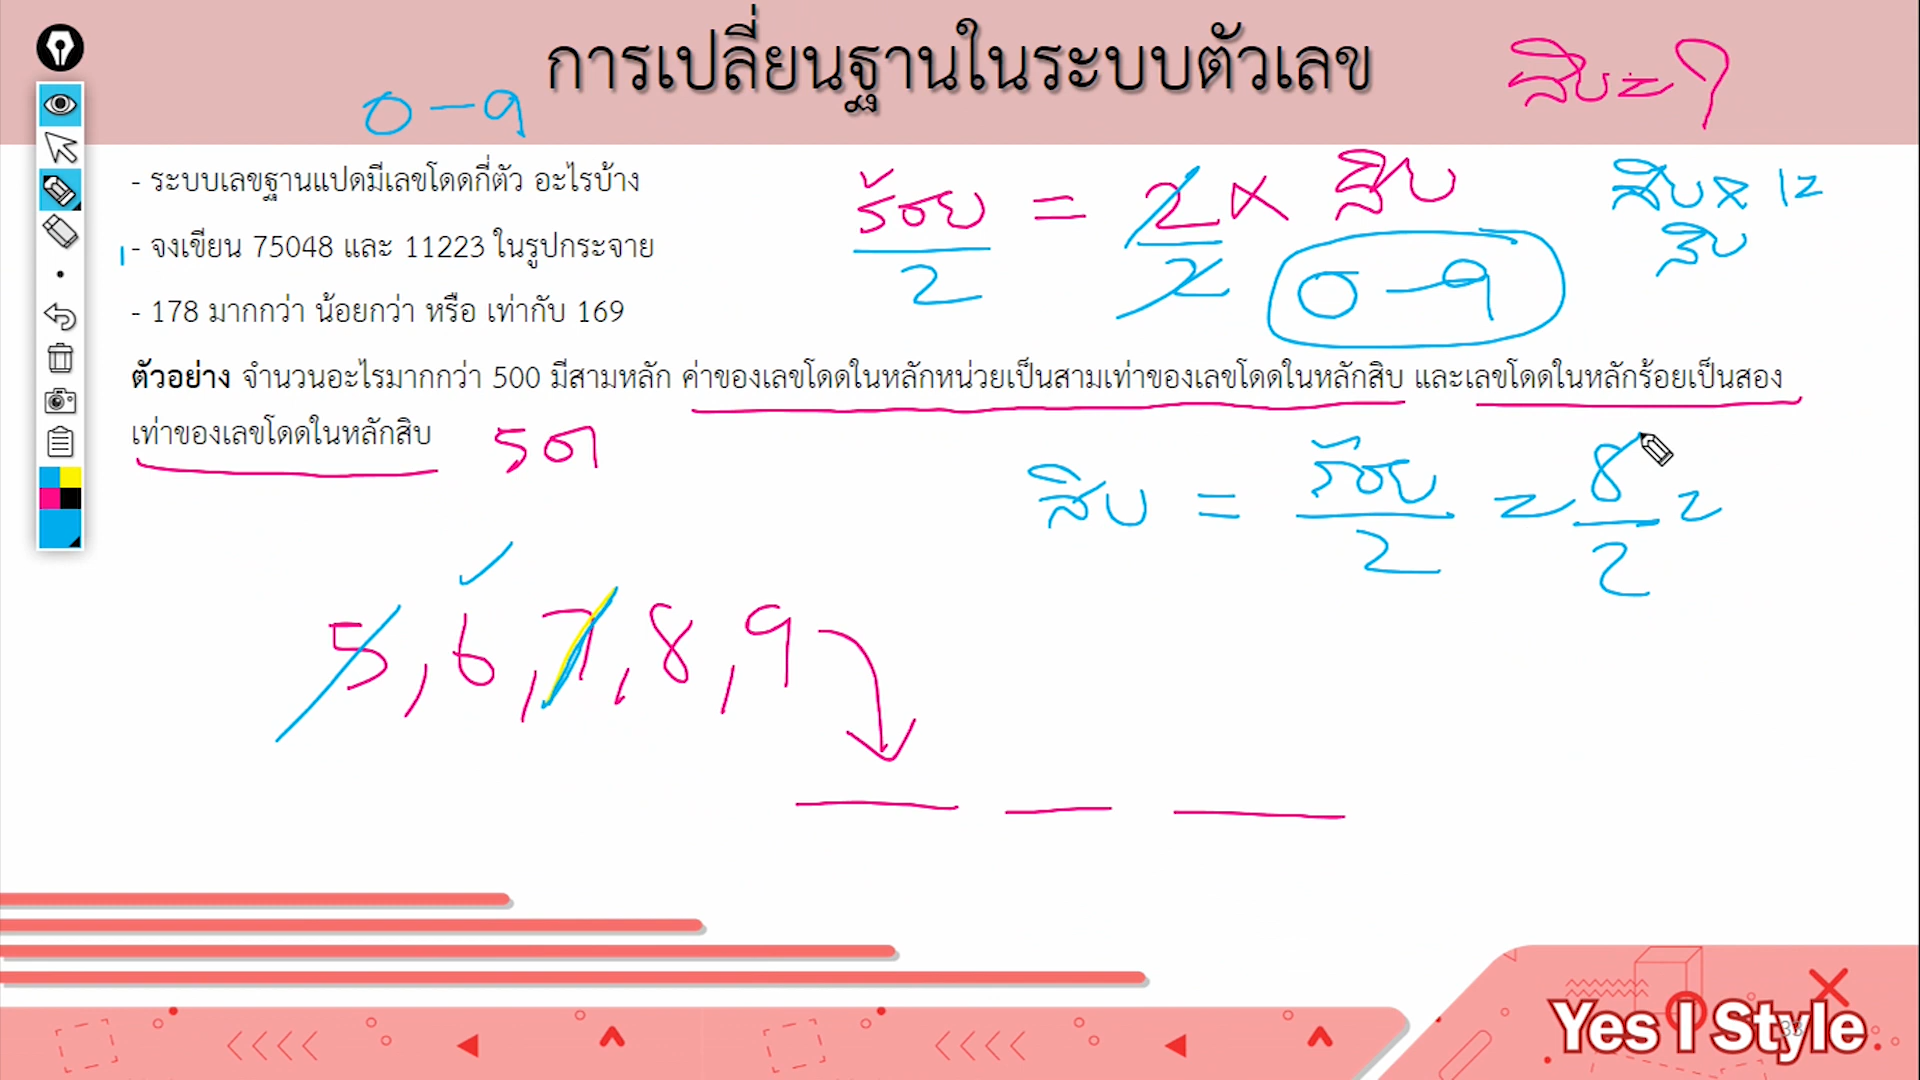 การเปลี่ยนฐานในระบบตัวเลข
สิบ = ?
0 - 9
- ระบบเลขฐานแปดมีเลขโดดกี่ตัว อะไรบ้าง
- จงเขียน 75048 และ 11223 ในรูปกระจาย
- 178 มากกว่า น้อยกว่า หรือ เท่ากับ 169
ร้อย = 2 × สิบ
2 2
สิบ × 1 =
สิบ
0 - 9
ตัวอย่าง จำนวนอะไรมากกว่า 500 มีสามหลัก ค่าของเลขโดดในหลักหน่วยเป็นสามเท่าของเลขโดดในหลักสิบ และเลขโดดในหลักร้อยเป็นสอง
เท่าของเลขโดดในหลักสิบ
สิบ = ร้อย = 8 =
2 2
5 , 6 , 7 , 8 , 9
Yes I Style
33